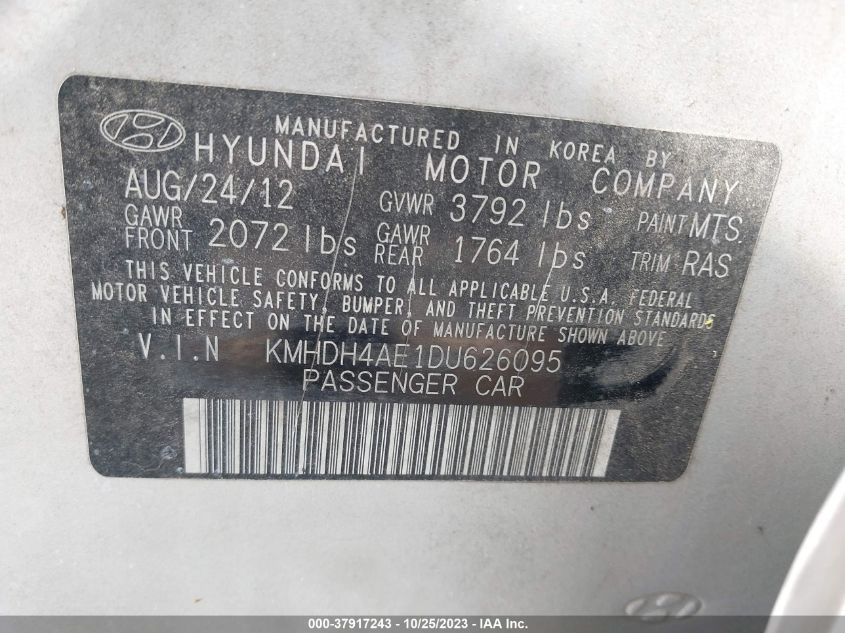 MANUFACTURED IN KOREA BY
HYUNDAI MOTOR COMPANY
AUG/24/12 GVWR 3792 lbs PAINT MTS
GAWR FRONT 2072 lbs GAWR REAR 1764 lbs TRIM RAS
THIS VEHICLE CONFORMS TO ALL APPLICABLE U.S.A. FEDERAL
MOTOR VEHICLE SAFETY, BUMPER, AND THEFT PREVENTION STANDARDS
IN EFFECT ON THE DATE OF MANUFACTURE SHOWN ABOVE
V.I.N KMHDH4AE1DU626095
PASSENGER CAR
000-37917243 - 10/25/2023 - IAA Inc.